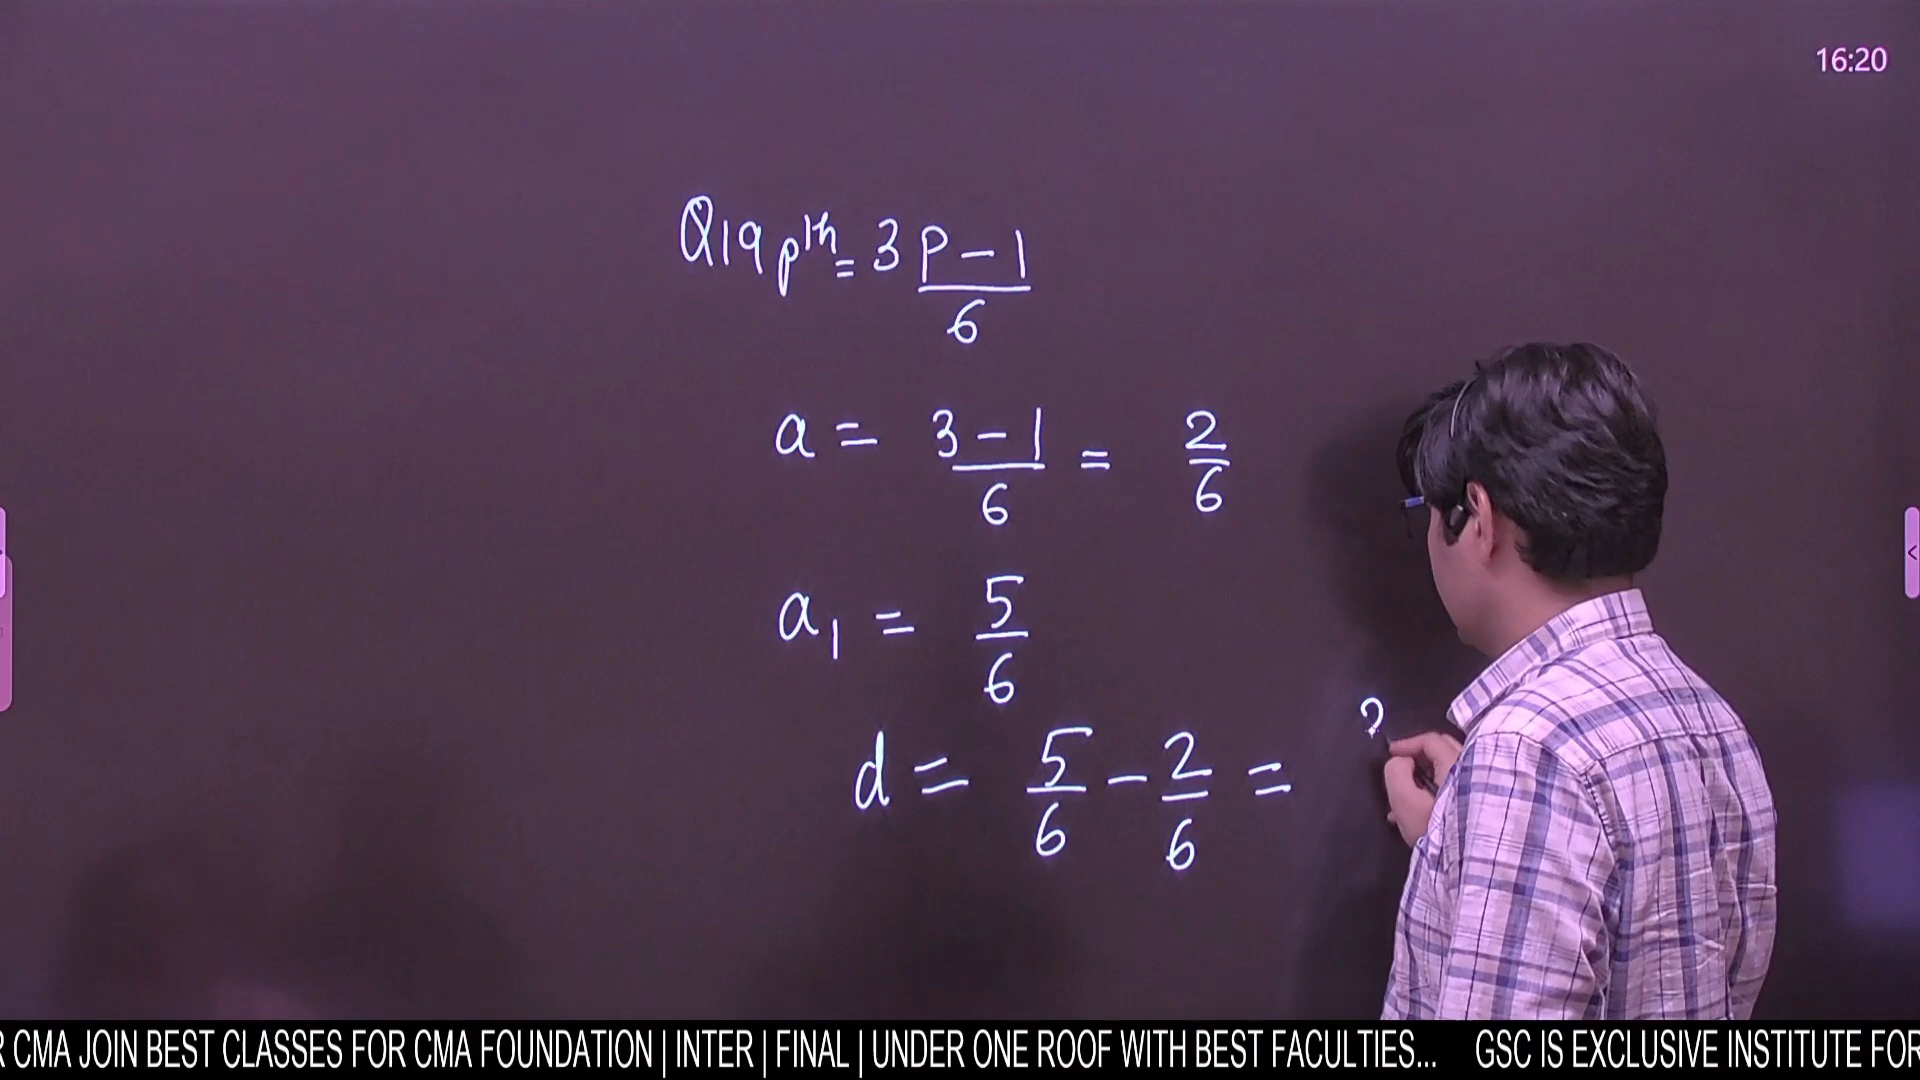 16:20
Q19 pth = 3P-1/6
a = 3-1/6 = 2/6
a1 = 5/6
d = 5/6 - 2/6 =
R CMA JOIN BEST CLASSES FOR CMA FOUNDATION | INTER | FINAL | UNDER ONE ROOF WITH BEST FACULTIES... GSC IS EXCLUSIVE INSTITUTE FOR